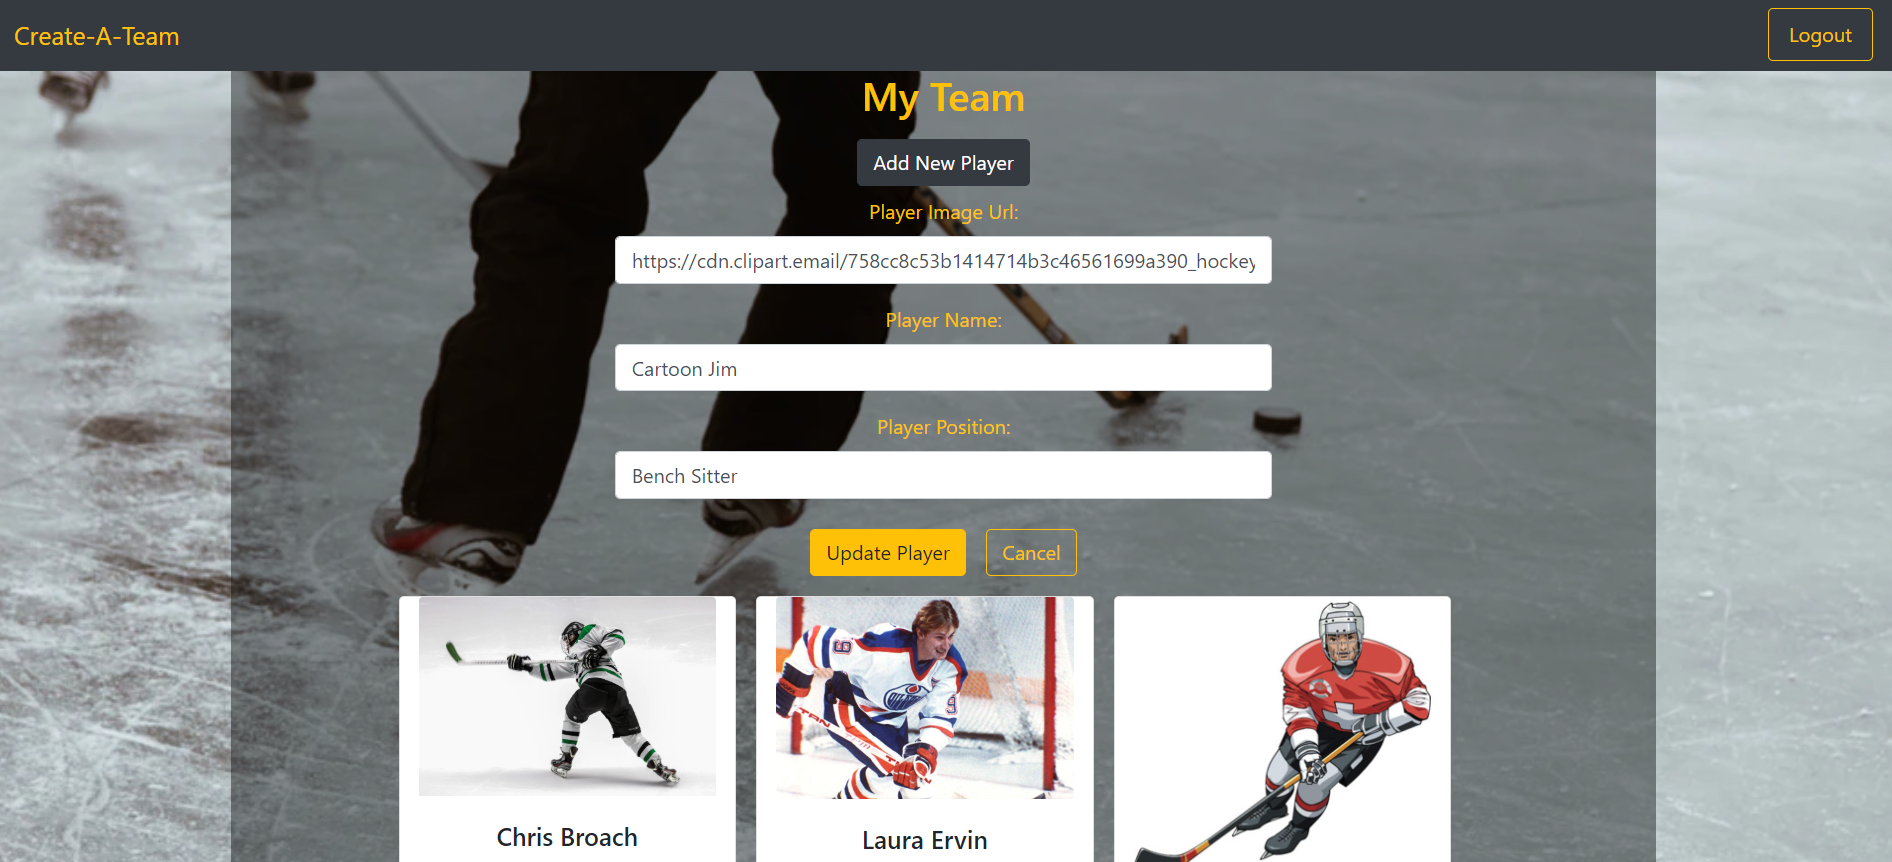 Create-A-Team
Logout
My Team
Add New Player
Player Image Url:
https://cdn.clipart.email/758cc8c53b1414714b3c46561699a390_hockey
Player Name:
Cartoon Jim
Player Position:
Bench Sitter
Update Player
Cancel
Chris Broach
Laura Ervin